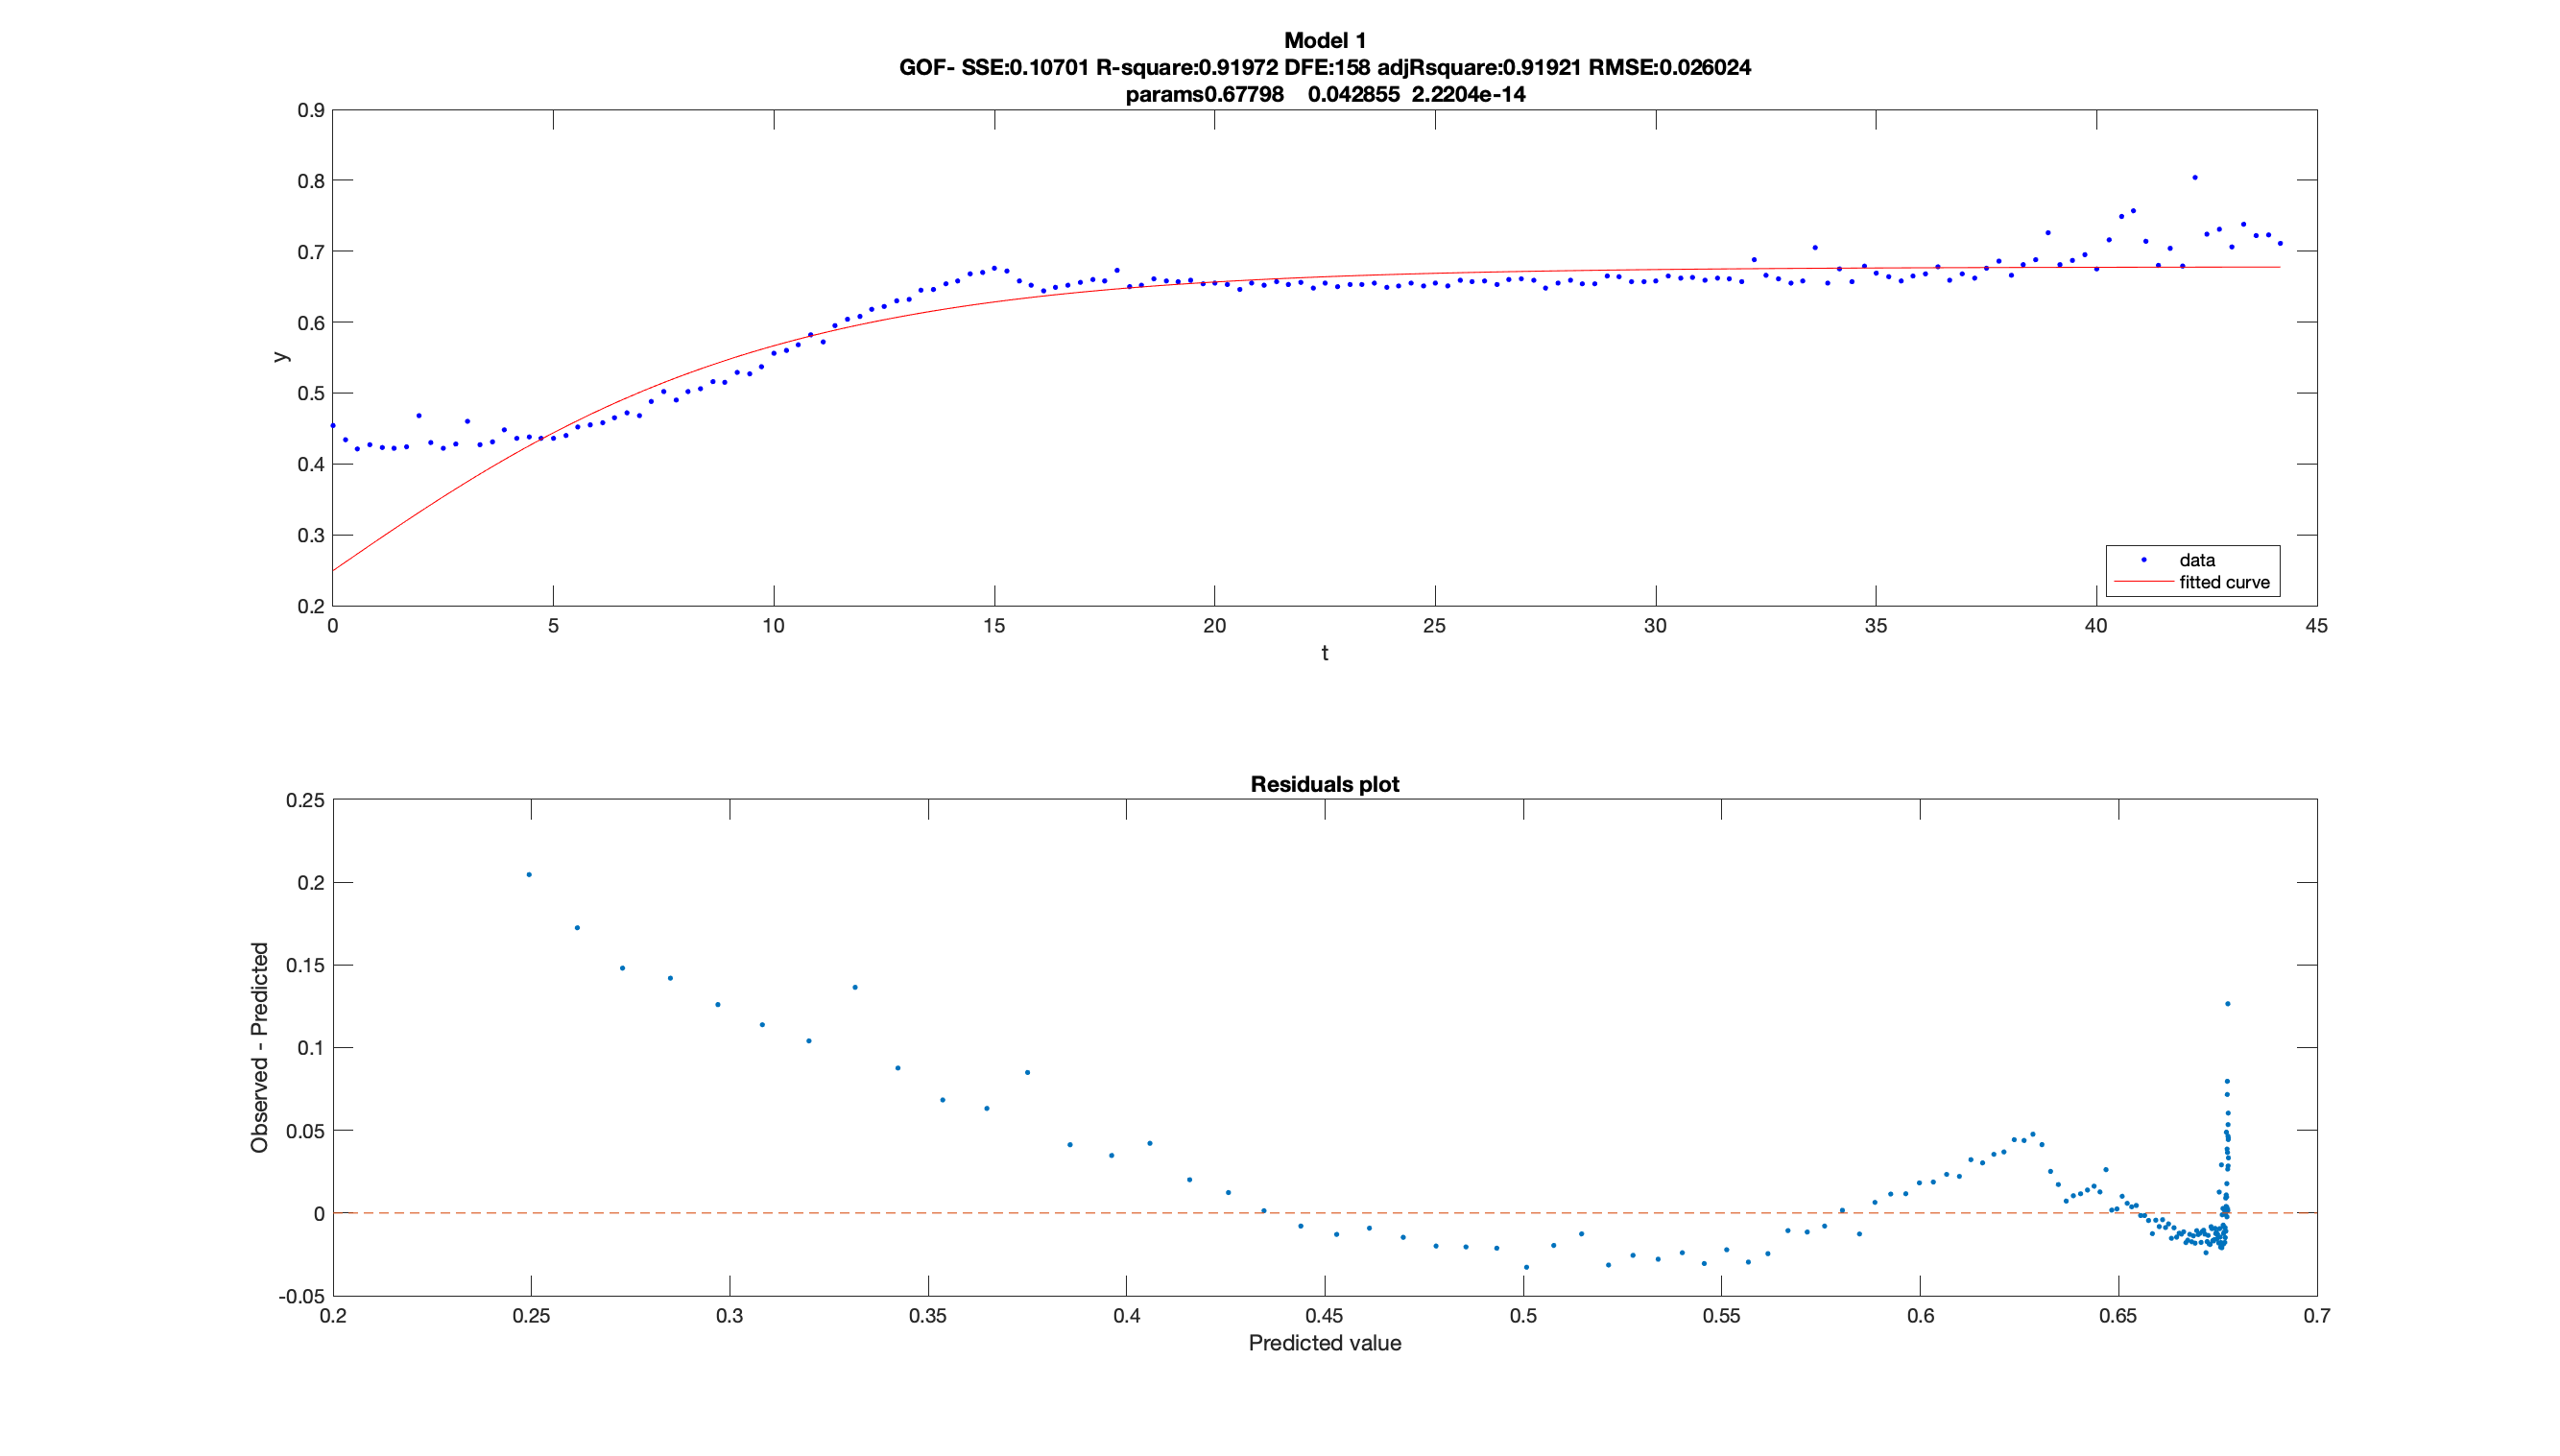 Model 1
GOF- SSE:0.10701 R-square:0.91972 DFE:158 adjRsquare:0.91921 RMSE:0.026024
params0.67798 0.042855 2.2204e-14
0.9
0.8
0.7
0.6
0.5
0.4
0.3
0.2
y
data
fitted curve
0 5 10 15 20 25 30 35 40 45
t
Residuals plot
0.25
0.2
0.15
0.1
0.05
0
-0.05
Observed - Predicted
0.2 0.25 0.3 0.35 0.4 0.45 0.5 0.55 0.6 0.65 0.7
Predicted value